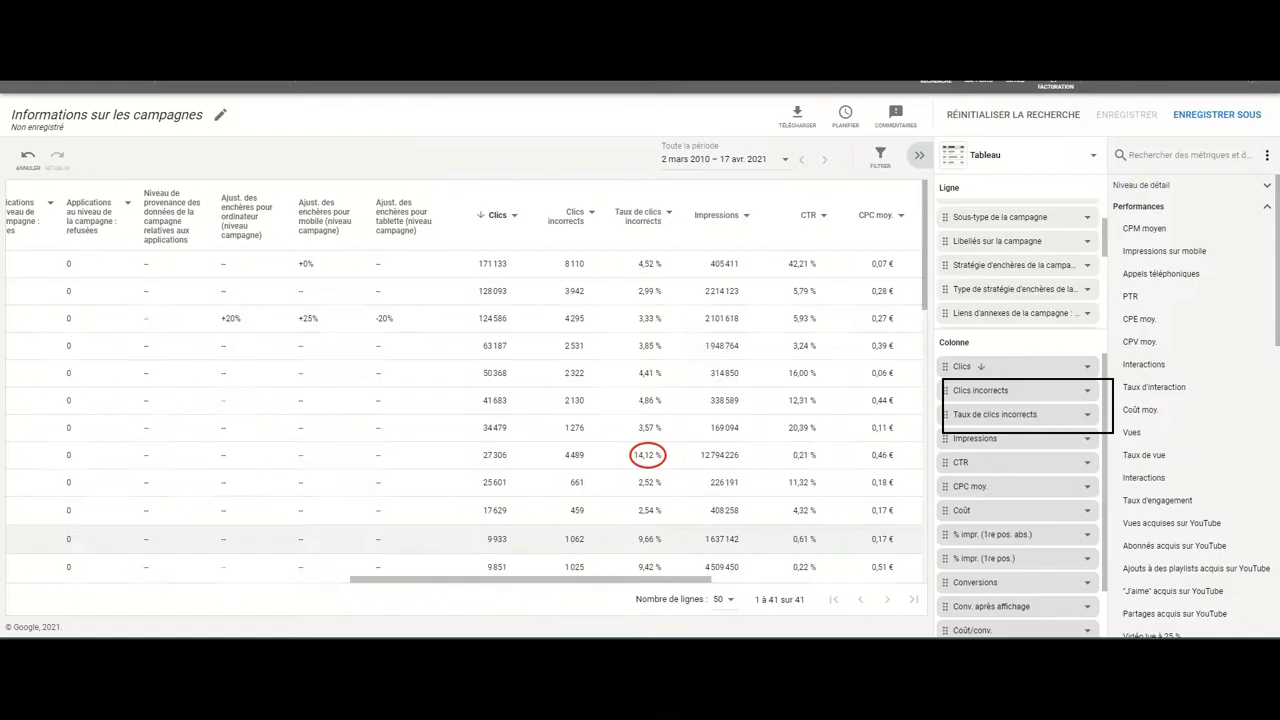 FACTURATION
Informations sur les campagnes
Non enregistré
TÉLÉCHARGER
PLANIFIER
COMMENTAIRES
RÉINITIALISER LA RECHERCHE
ENREGISTRER
ENREGISTRER SOUS
ANNULER
RÉTABLIR
Toute la période
2 mars 2010 – 17 avr. 2021
FILTRER
Tableau
Rechercher des métriques et d...
Applications au niveau de la campagne : refusées
Niveau de provenance des données de la campagne relatives aux applications
Ajust. des enchères pour ordinateur (niveau campagne)
Ajust. des enchères pour mobile (niveau campagne)
Ajust. des enchères pour tablette (niveau campagne)
Clics
Clics incorrects
Taux de clics incorrects
Impressions
CTR
CPC moy.
0 -- -- +0% -- 171 133 8 110 4,52 % 405 411 42,21 % 0,07 €
0 -- -- -- -- 128 093 3 942 2,99 % 2 214 123 5,79 % 0,28 €
0 -- +20% +25% -20% 124 586 4 295 3,33 % 2 101 618 5,93 % 0,27 €
0 -- -- -- -- 63 187 2 531 3,85 % 1 948 764 3,24 % 0,39 €
0 -- -- -- -- 50 368 2 322 4,41 % 314 850 16,00 % 0,06 €
0 -- -- -- -- 41 683 2 130 4,86 % 338 589 12,31 % 0,44 €
0 -- -- -- -- 34 479 1 276 3,57 % 169 094 20,39 % 0,11 €
0 -- -- -- -- 27 306 4 489 14,12 % 12 794 226 0,21 % 0,46 €
0 -- -- -- -- 25 601 661 2,52 % 226 191 11,32 % 0,18 €
0 -- -- -- -- 17 629 459 2,54 % 408 258 4,32 % 0,17 €
0 -- -- -- -- 9 933 1 062 9,66 % 1 637 142 0,61 % 0,17 €
0 -- -- -- -- 9 851 1 025 9,42 % 4 509 450 0,22 % 0,51 €
Nombre de lignes : 50
1 à 41 sur 41
© Google, 2021.
Ligne
Sous-type de la campagne
Libellés sur la campagne
Stratégie d'enchères de la campa...
Type de stratégie d'enchères de la...
Liens d'annexes de la campagne : ...
Colonne
Clics
Clics incorrects
Taux de clics incorrects
Impressions
CTR
CPC moy.
Coût
% impr. (1re pos. abs.)
% impr. (1re pos.)
Conversions
Conv. après affichage
Coût/conv.
Niveau de détail
Performances
CPM moyen
Impressions sur mobile
Appels téléphoniques
PTR
CPE moy.
CPV moy.
Interactions
Taux d'interaction
Coût moy.
Vues
Taux de vue
Interactions
Taux d'engagement
Vues acquises sur YouTube
Abonnés acquis sur YouTube
Ajouts à des playlists acquis sur YouTube
"J'aime" acquis sur YouTube
Partages acquis sur YouTube
Vidéo lue à 25 %